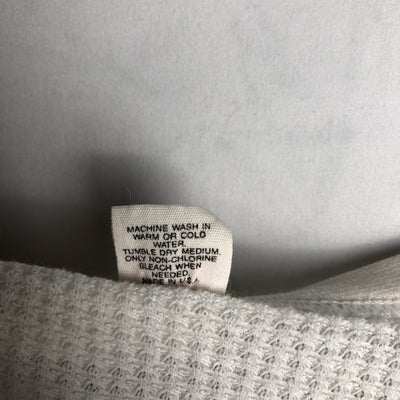 MACHINE WASH IN
WARM OR COLD
WATER.
TUMBLE DRY MEDIUM.
ONLY NON-CHLORINE
BLEACH WHEN
NEEDED.
MADE IN U.S.A.